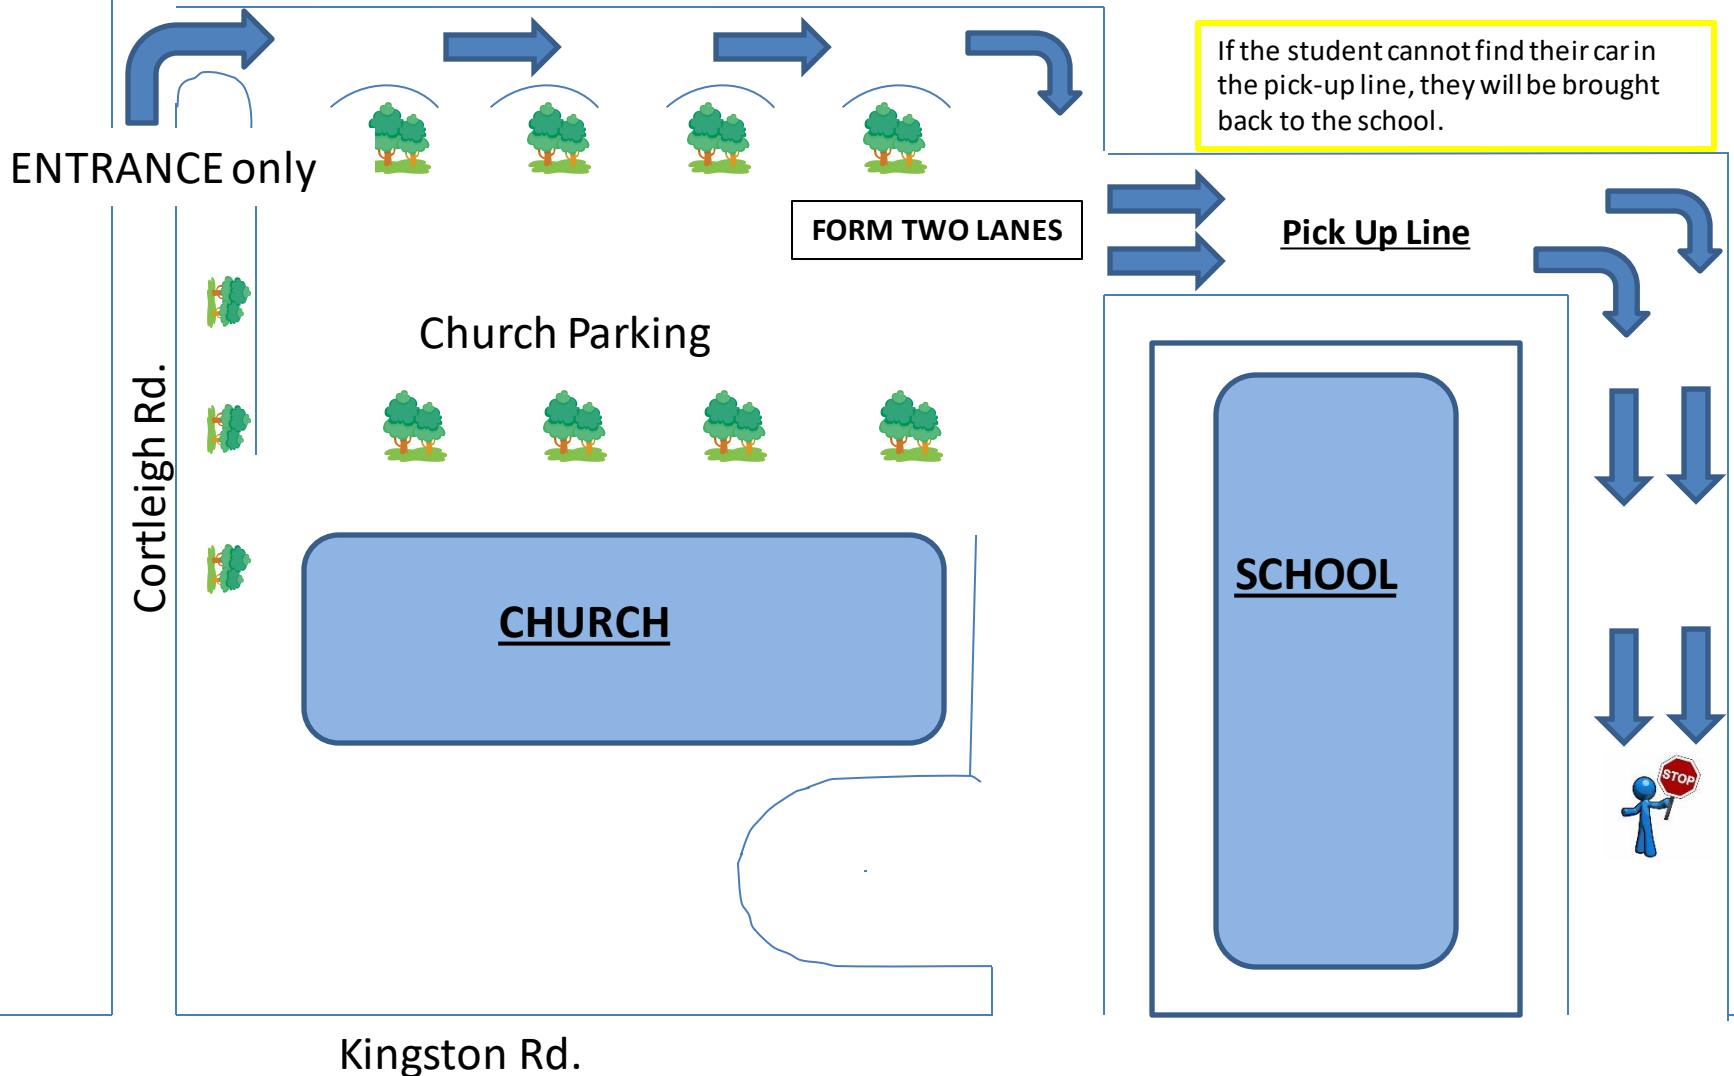 If the student cannot find their car in
the pick-up line, they will be brought
back to the school.
ENTRANCE only
FORM TWO LANES
Pick Up Line
Church Parking
Cortleigh Rd.
SCHOOL
CHURCH
STOP
Kingston Rd.